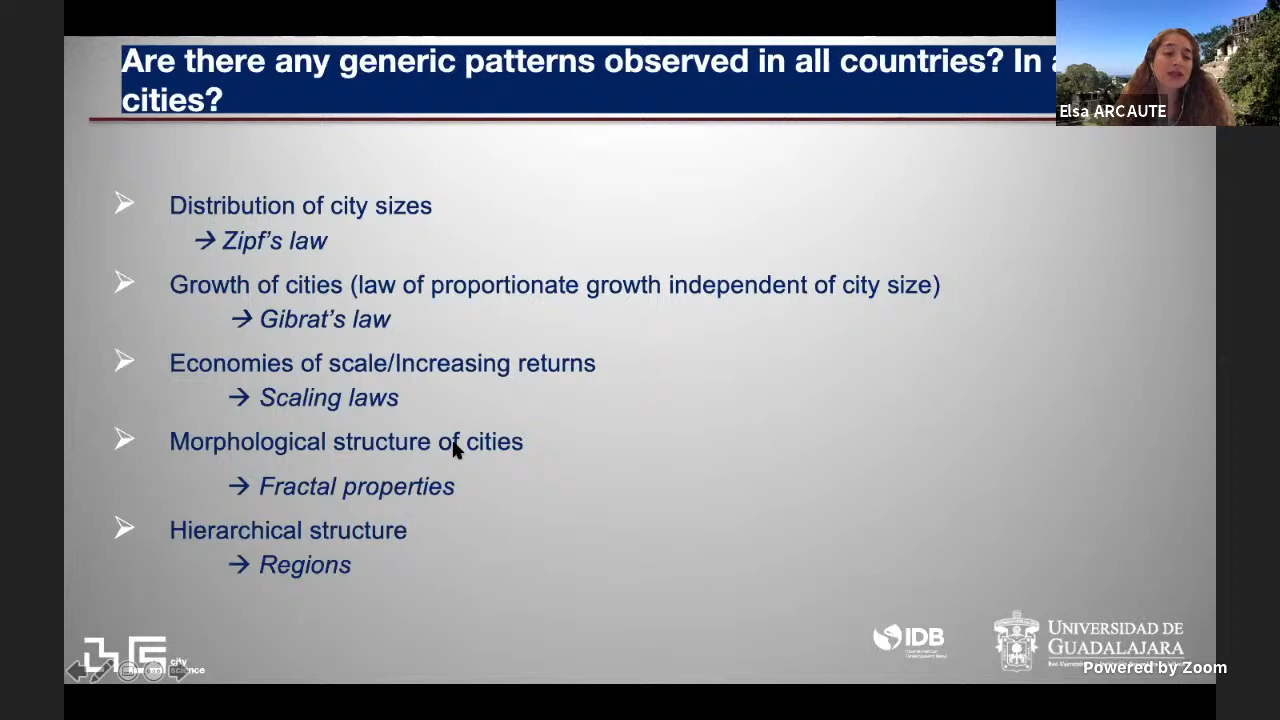 Are there any generic patterns observed in all countries? In
cities?
Elsa ARCAUTE
➢ Distribution of city sizes
→ Zipf's law
➢ Growth of cities (law of proportionate growth independent of city size)
→ Gibrat's law
➢ Economies of scale/Increasing returns
→ Scaling laws
➢ Morphological structure of cities
→ Fractal properties
➢ Hierarchical structure
→ Regions
city
science
IDB
UNIVERSIDAD DE
GUADALAJARA
Powered by Zoom